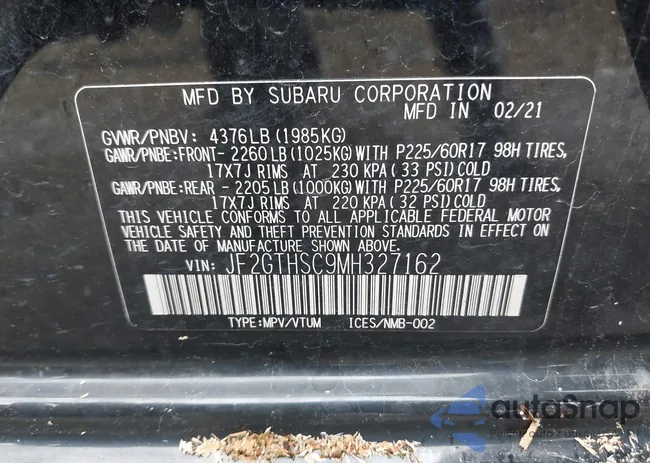 MFD BY SUBARU CORPORATION
MFD IN 02/21
GVWR/PNBV: 4376LB (1985KG)
GAWR/PNBE:FRONT- 2260LB (1025KG) WITH P225/60R17 98H TIRES,
17X7J RIMS AT 230 KPA (33 PSI) COLD
GAWR/PNBE:REAR - 2205LB (1000KG) WITH P225/60R17 98H TIRES,
17X7J RIMS AT 220 KPA (32 PSI) COLD
THIS VEHICLE CONFORMS TO ALL APPLICABLE FEDERAL MOTOR
VEHICLE SAFETY AND THEFT PREVENTION STANDARDS IN EFFECT ON
THE DATE OF MANUFACTURE SHOWN ABOVE.
VIN: JF2GTHSC9MH327162
TYPE:MPV/VTUM ICES/NMB-002
autoSnap